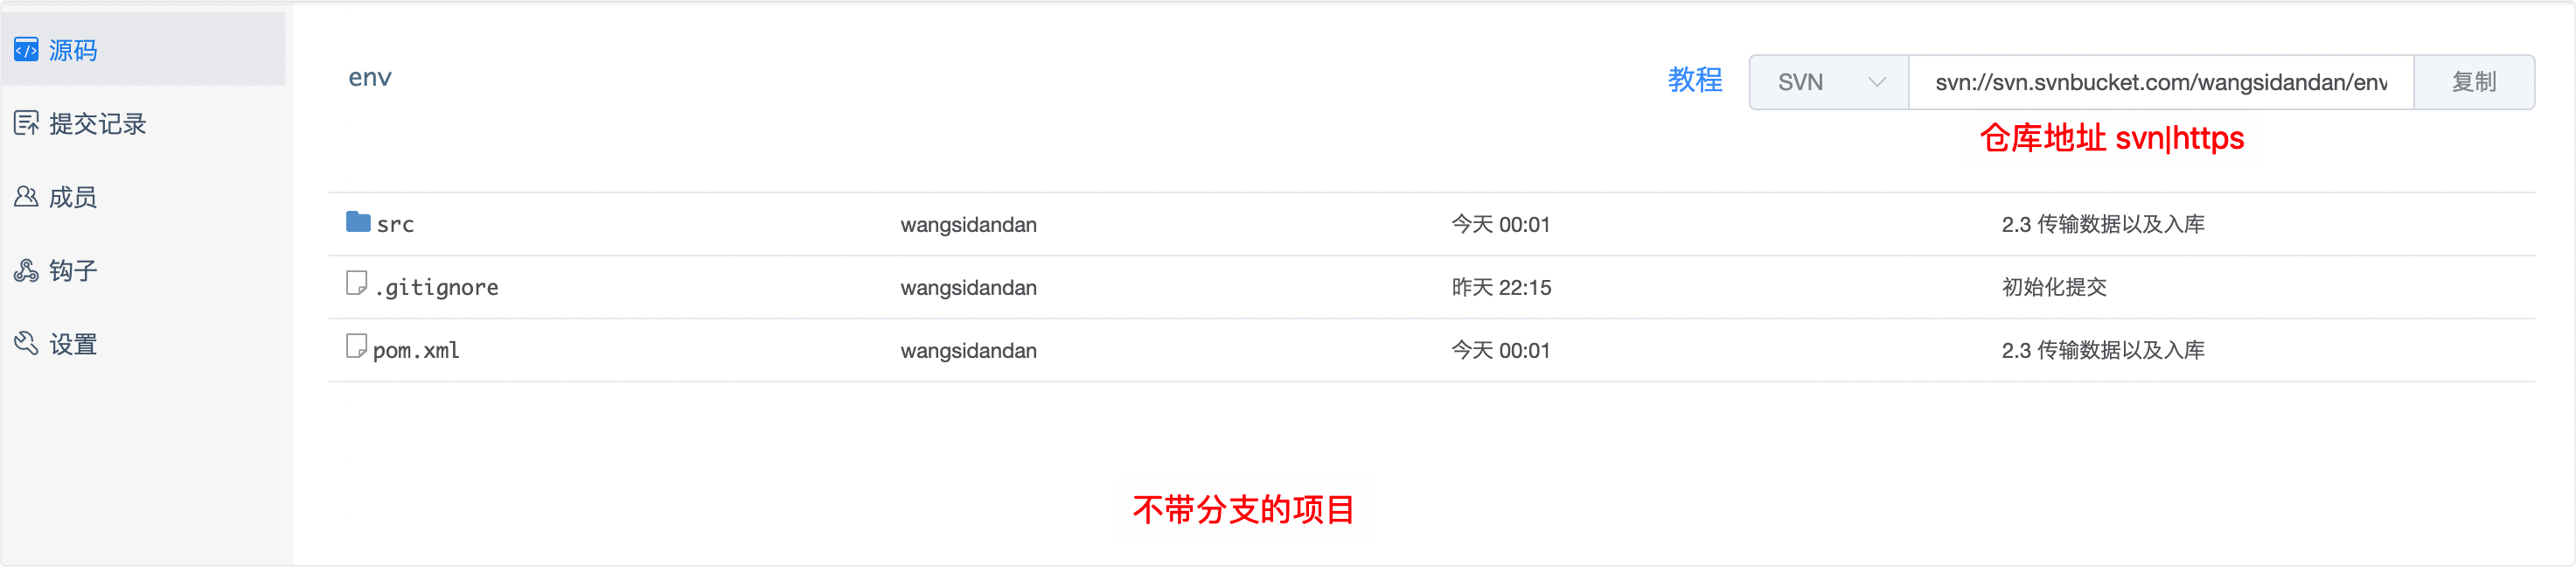 源码
提交记录
成员
钩子
设置
env
教程 SVN svn://svn.svnbucket.com/wangsidandan/env 复制
仓库地址 svn|https
src wangsidandan 今天 00:01 2.3 传输数据以及入库
.gitignore wangsidandan 昨天 22:15 初始化提交
pom.xml wangsidandan 今天 00:01 2.3 传输数据以及入库
不带分支的项目